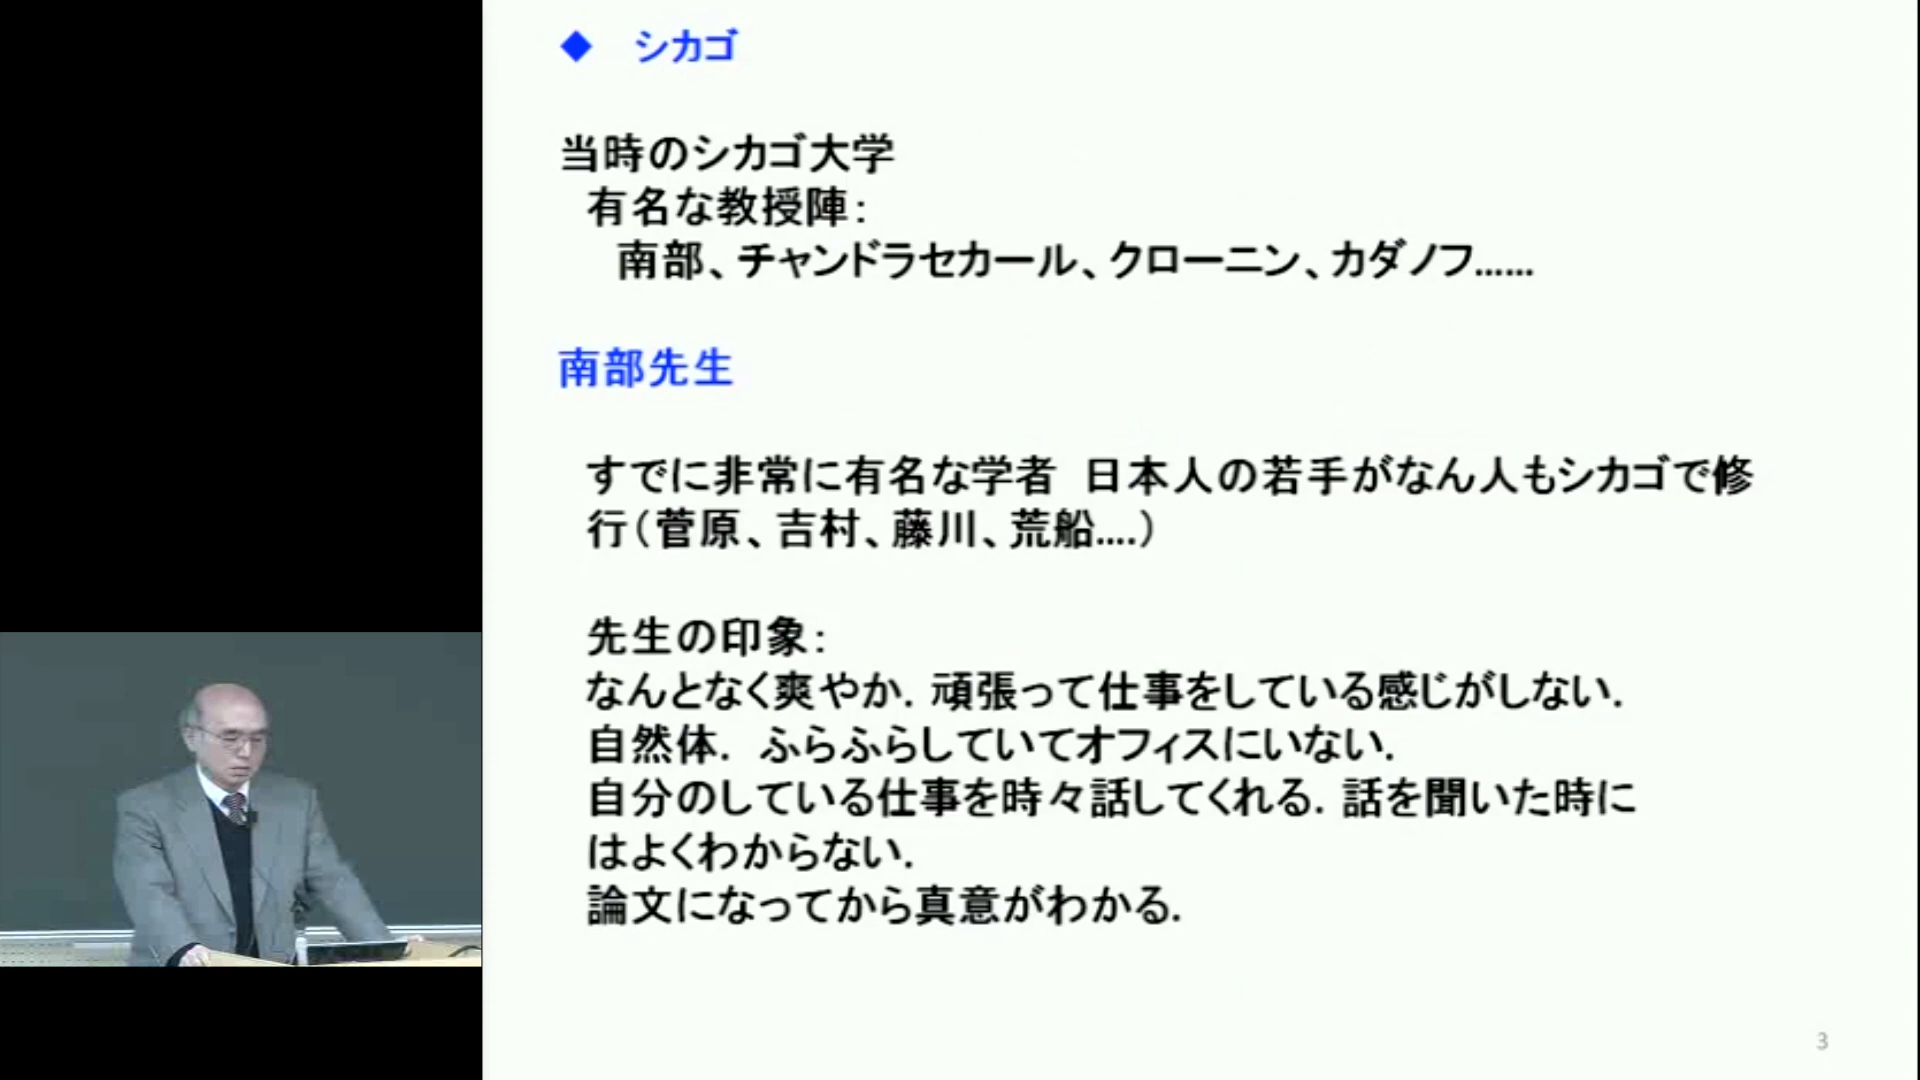 ◆ シカゴ
当時のシカゴ大学
有名な教授陣：
南部、チャンドラセカール、クローニン、カダノフ……
南部先生
すでに非常に有名な学者　日本人の若手がなん人もシカゴで修
行（菅原、吉村、藤川、荒船….）
先生の印象：
なんとなく爽やか．頑張って仕事をしている感じがしない．
自然体． ふらふらしていてオフィスにいない．
自分のしている仕事を時々話してくれる．話を聞いた時に
はよくわからない．
論文になってから真意がわかる．
3